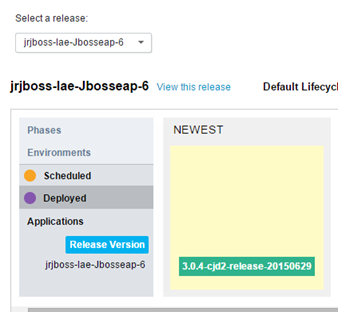 Select a release:
jrjboss-lae-Jbosseap-6
jrjboss-lae-Jbosseap-6 View this release Default Lifecycl
Phases
NEWEST
Environments
Scheduled
Deployed
Applications
Release Version
jrjboss-lae-Jbosseap-6
3.0.4-cjd2-release-20150629